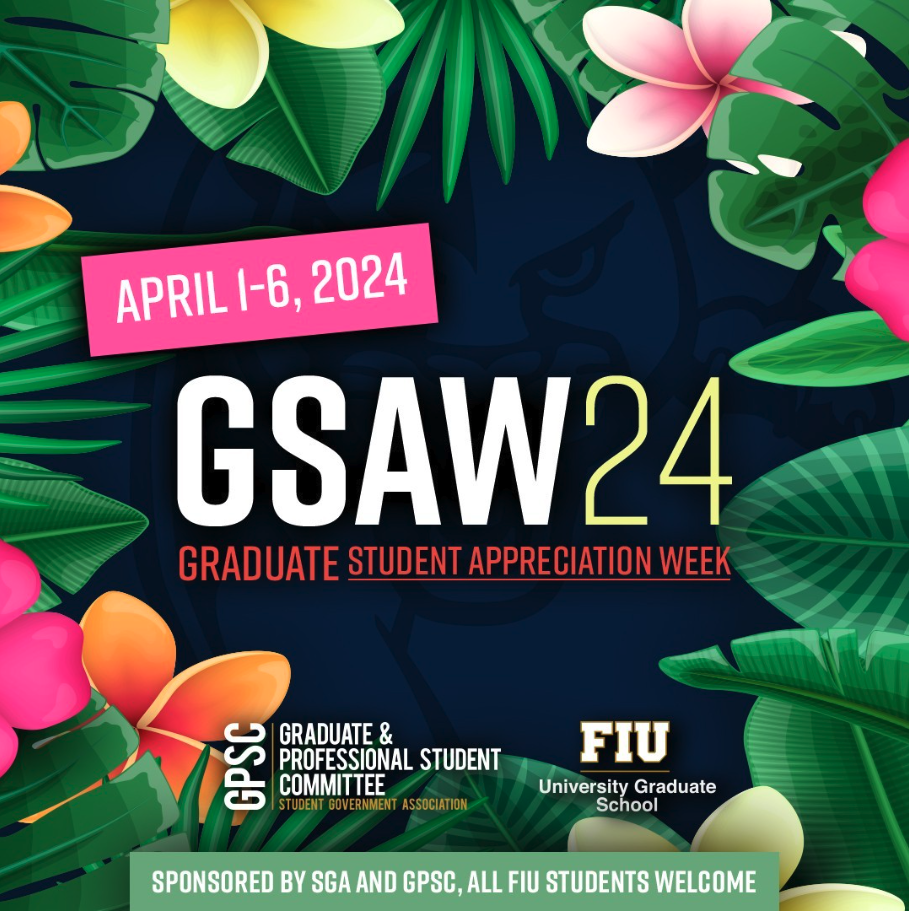 APRIL 1-6, 2024
GSAW24
GRADUATE STUDENT APPRECIATION WEEK
GPSC
GRADUATE &
PROFESSIONAL STUDENT
COMMITTEE
STUDENT GOVERNMENT ASSOCIATION
FIU
University Graduate
School
SPONSORED BY SGA AND GPSC, ALL FIU STUDENTS WELCOME